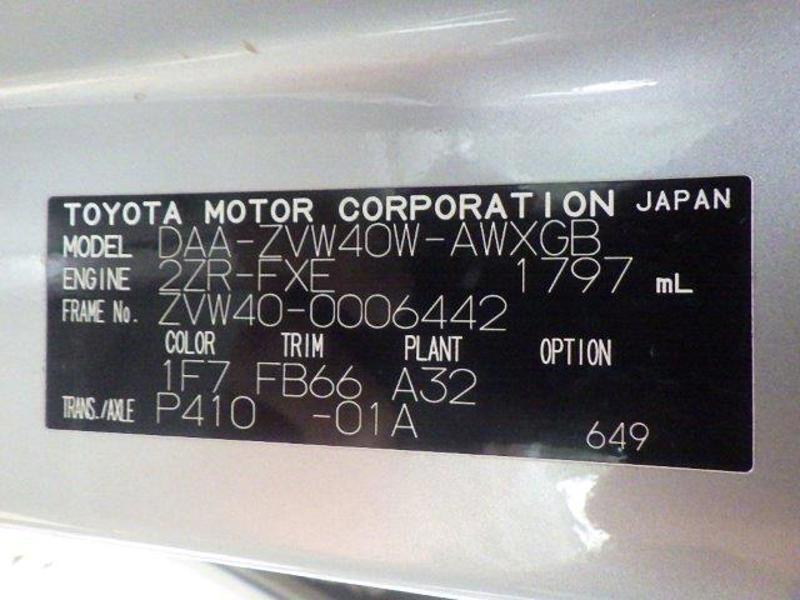 TOYOTA MOTOR CORPORATION JAPAN
MODEL DAA-ZVW40W-AWXGB
ENGINE 2ZR-FXE 1797 mL
FRAME No. ZVW40-0006442
COLOR TRIM PLANT OPTION
1F7 FB66 A32
TRANS./AXLE P410 -01A
649